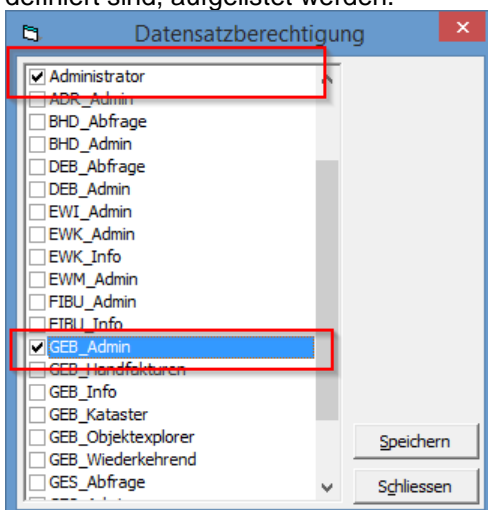 definiert sind, aufgelistet werden.
Datensatzberechtigung
Administrator
ADR_Admin
BHD_Abfrage
BHD_Admin
DEB_Abfrage
DEB_Admin
EWI_Admin
EWK_Admin
EWK_Info
EWM_Admin
FIBU_Admin
FIBU_Info
GEB_Admin
GEB_Handfakturen
GEB_Info
GEB_Kataster
GEB_Objektexplorer
GEB_Wiederkehrend
GES_Abfrage
Speichern
Schliessen